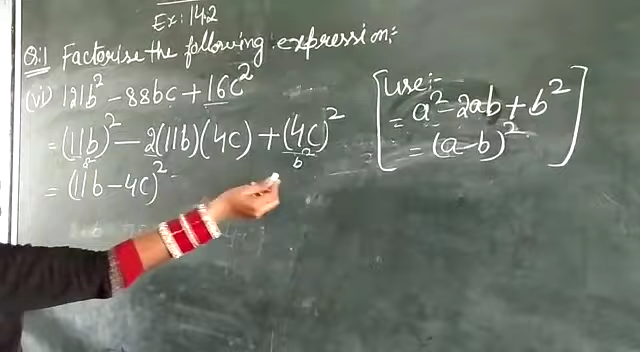 Ex: 14.2
Q:1 Factorise the following expression:-
(vi) 121b² - 88bc + 16c²
= (11b)² - 2(11b)(4c) + (4c)²
b²
= (11b - 4c)²
use:-
= a² - 2ab + b²
= (a - b)²